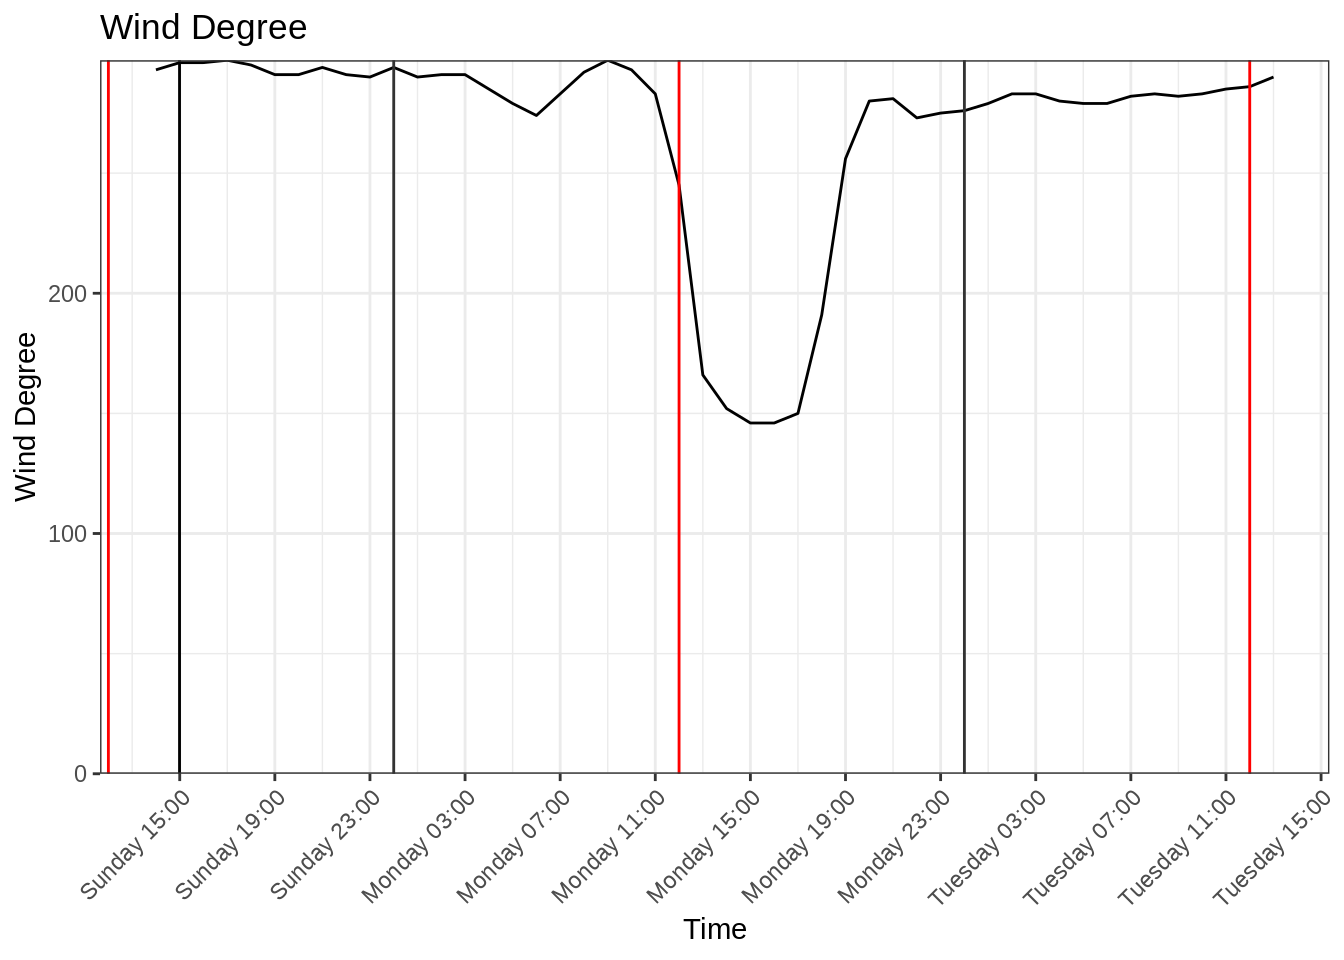 Wind Degree
Wind Degree
200
100
0
Sunday 15:00
Sunday 19:00
Sunday 23:00
Monday 03:00
Monday 07:00
Monday 11:00
Monday 15:00
Monday 19:00
Monday 23:00
Tuesday 03:00
Tuesday 07:00
Tuesday 11:00
Tuesday 15:00
Time